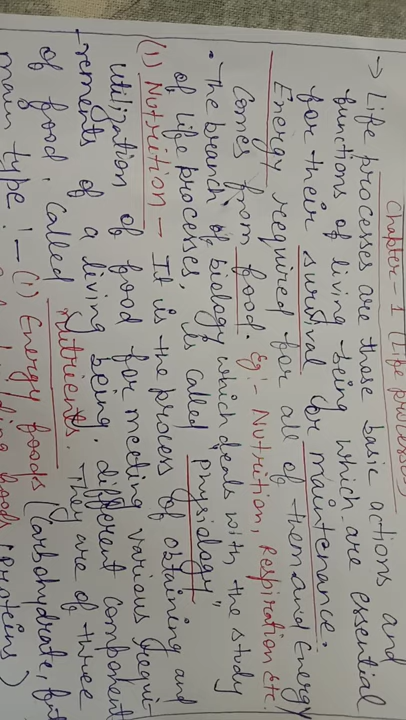 Chapter - 1 (Life processes)
→ Life processes are those basic actions and
functions of living being which are essential
for their survival or maintenance.
Energy required for all of them and Energy
comes from food. Eg:- Nutrition, Respiration etc.
• The branch of biology which deals with the study
of life processes, is called "Physiology"
(1) Nutrition - It is the process of obtaining and
utilization of food for meeting various requi-
-rements of a living being. different component
of food, called nutrients. They are of three
main type :- (i) Energy foods (Carbohydrate,
foods (proteins)